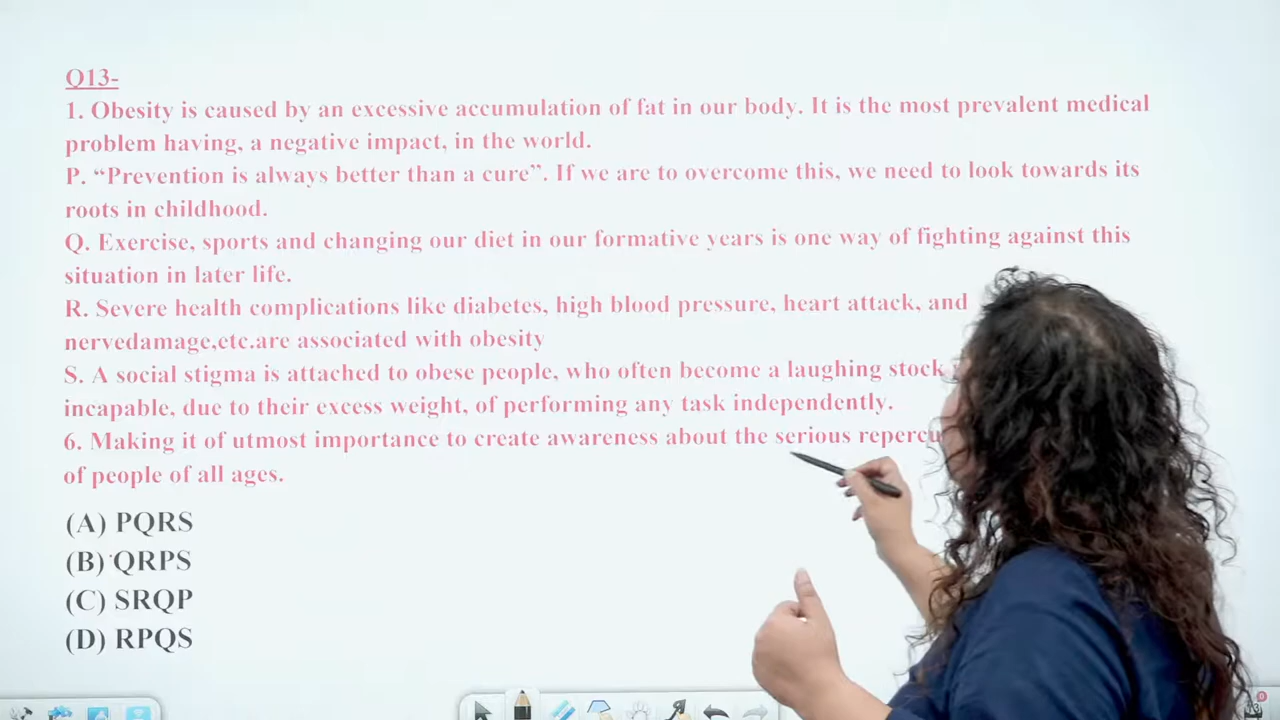 Q13-
1. Obesity is caused by an excessive accumulation of fat in our body. It is the most prevalent medical
problem having, a negative impact, in the world.
P. “Prevention is always better than a cure”. If we are to overcome this, we need to look towards its
roots in childhood.
Q. Exercise, sports and changing our diet in our formative years is one way of fighting against this
situation in later life.
R. Severe health complications like diabetes, high blood pressure, heart attack, and
nervedamage,etc.are associated with obesity
S. A social stigma is attached to obese people, who often become a laughing stock
incapable, due to their excess weight, of performing any task independently.
6. Making it of utmost importance to create awareness about the serious
of people of all ages.
(A) PQRS
(B) QRPS
(C) SRQP
(D) RPQS